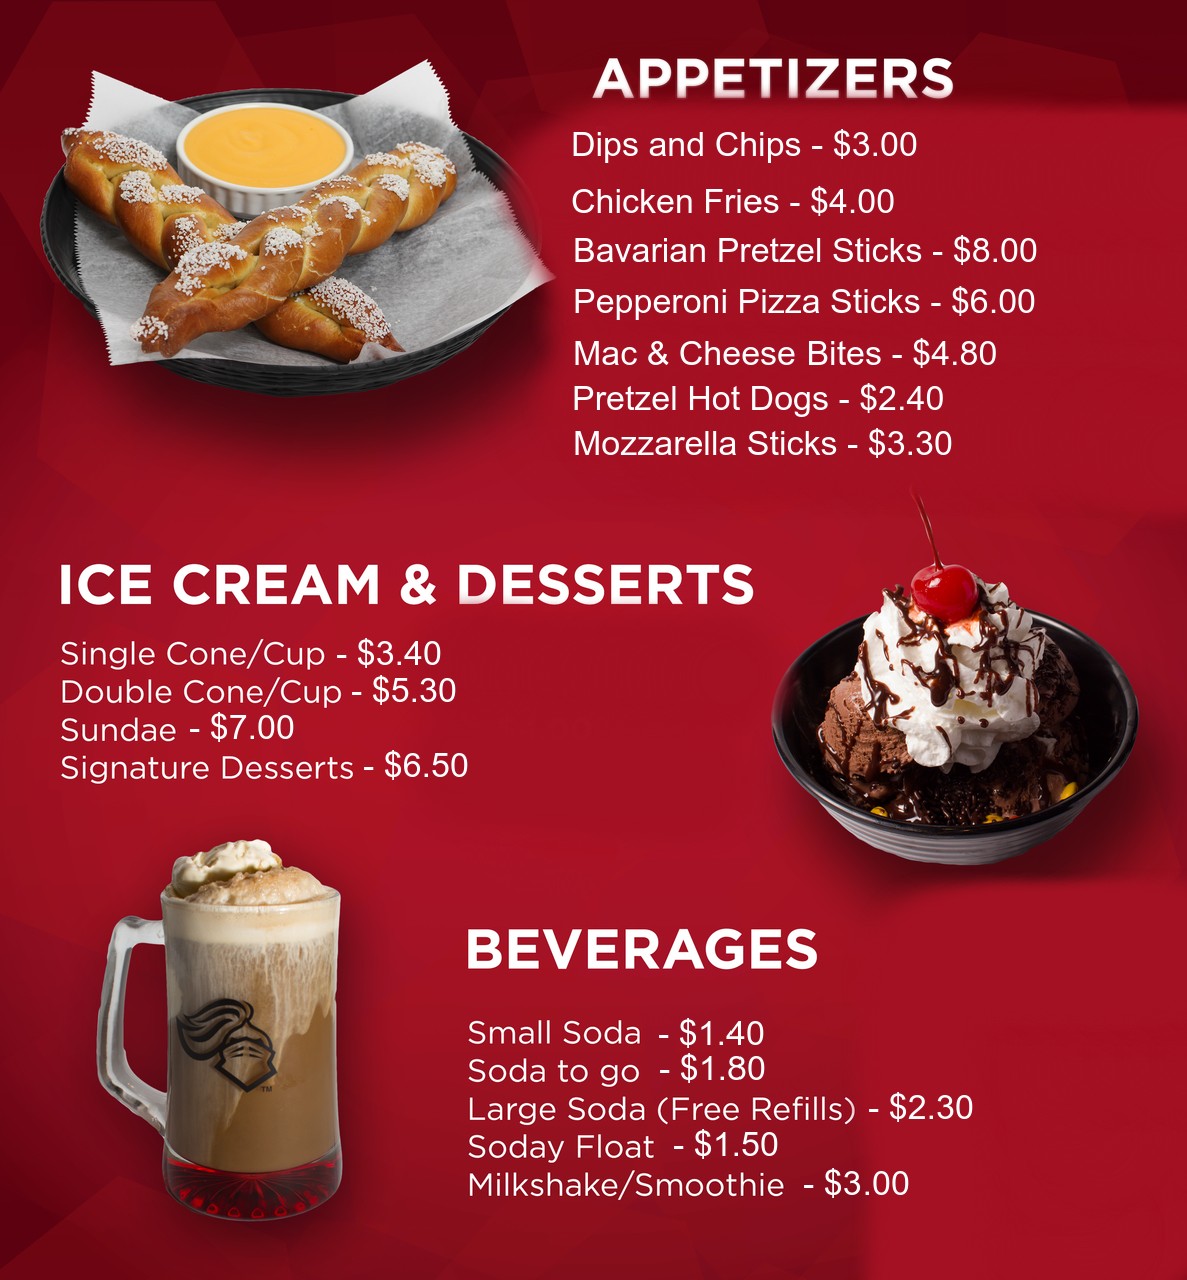 APPETIZERS
Dips and Chips - $3.00
Chicken Fries - $4.00
Bavarian Pretzel Sticks - $8.00
Pepperoni Pizza Sticks - $6.00
Mac & Cheese Bites - $4.80
Pretzel Hot Dogs - $2.40
Mozzarella Sticks - $3.30
ICE CREAM & DESSERTS
Single Cone/Cup - $3.40
Double Cone/Cup - $5.30
Sundae - $7.00
Signature Desserts - $6.50
BEVERAGES
Small Soda - $1.40
Soda to go - $1.80
Large Soda (Free Refills) - $2.30
Soday Float - $1.50
Milkshake/Smoothie - $3.00
TM